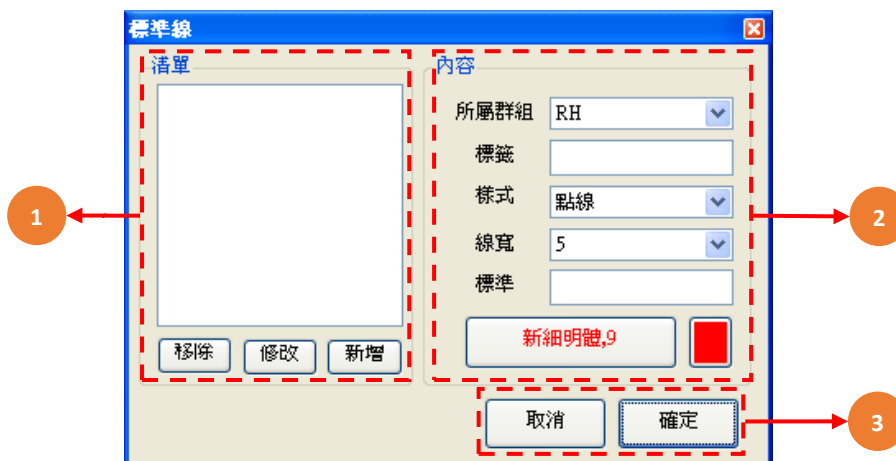 標準線
清單
內容
所屬群組 RH
標籤
樣式 點線
線寬 5
標準
新細明體,9
移除 修改 新增
取消 確定
1
2
3